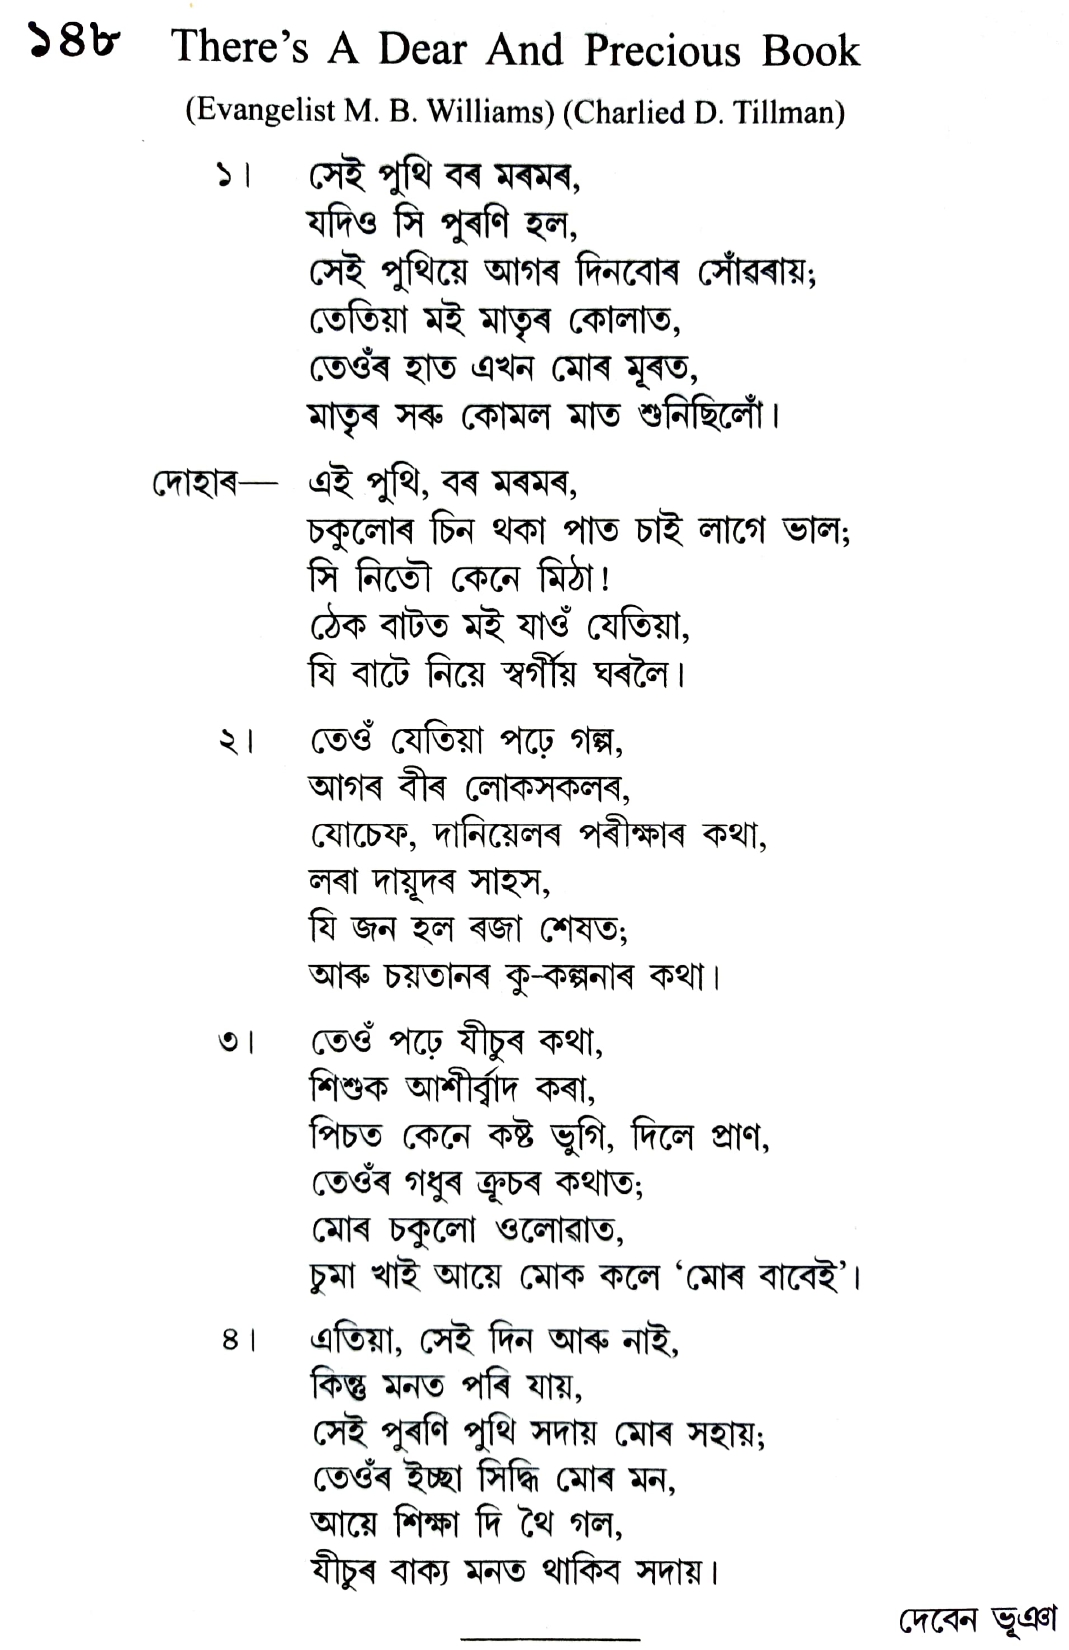 ১৪৮ There's A Dear And Precious Book
(Evangelist M. B. Williams) (Charlied D. Tillman)
১। সেই পুথি বৰ মৰমৰ,
যদিও সি পুৰণি হল,
সেই পুথিয়ে আগৰ দিনবোৰ সোঁৱৰায়;
তেতিয়া মই মাতৃৰ কোলাত,
তেওঁৰ হাত এখন মোৰ মূৰত,
মাতৃৰ সৰু কোমল মাত শুনিছিলোঁ।
দোহাৰ— এই পুথি, বৰ মৰমৰ,
চকুলোৰ চিন থকা পাত চাই লাগে ভাল;
সি নিতৌ কেনে মিঠা!
ঠেক বাটত মই যাওঁ যেতিয়া,
যি বাটে নিয়ে স্বৰ্গীয় ঘৰলৈ।
২। তেওঁ যেতিয়া পঢ়ে গল্প,
আগৰ বীৰ লোকসকলৰ,
যোচেফ, দানিয়েলৰ পৰীক্ষাৰ কথা,
লৰা দায়ূদৰ সাহস,
যি জন হল ৰজা শেষত;
আৰু চয়তানৰ কু-কল্পনাৰ কথা।
৩। তেওঁ পঢ়ে যীচুৰ কথা,
শিশুক আশীৰ্ব্বাদ কৰা,
পিচত কেনে কষ্ট ভুগি, দিলে প্ৰাণ,
তেওঁৰ গধুৰ ক্ৰূচৰ কথাত;
মোৰ চকুলো ওলোৱাত,
চুমা খাই আয়ে মোক কলে ‘মোৰ বাবেই’।
৪। এতিয়া, সেই দিন আৰু নাই,
কিন্তু মনত পৰি যায়,
সেই পুৰণি পুথি সদায় মোৰ সহায়;
তেওঁৰ ইচ্ছা সিদ্ধি মোৰ মন,
আয়ে শিক্ষা দি থৈ গল,
যীচুৰ বাক্য মনত থাকিব সদায়।
দেবেন ভূঞা